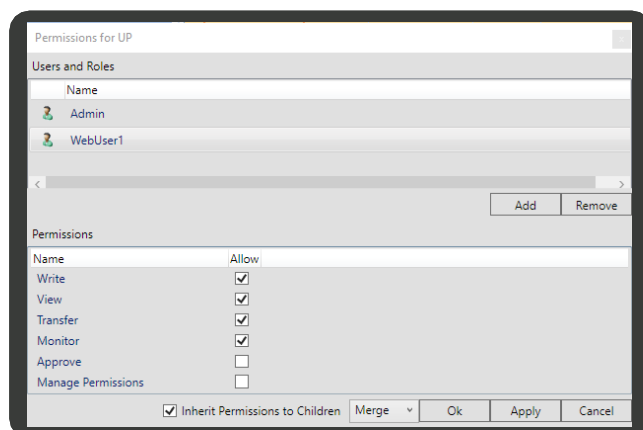 Permissions for UP
Users and Roles
Name
Admin
WebUser1
Add Remove
Permissions
Name Allow
Write
View
Transfer
Monitor
Approve
Manage Permissions
Inherit Permissions to Children Merge Ok Apply Cancel